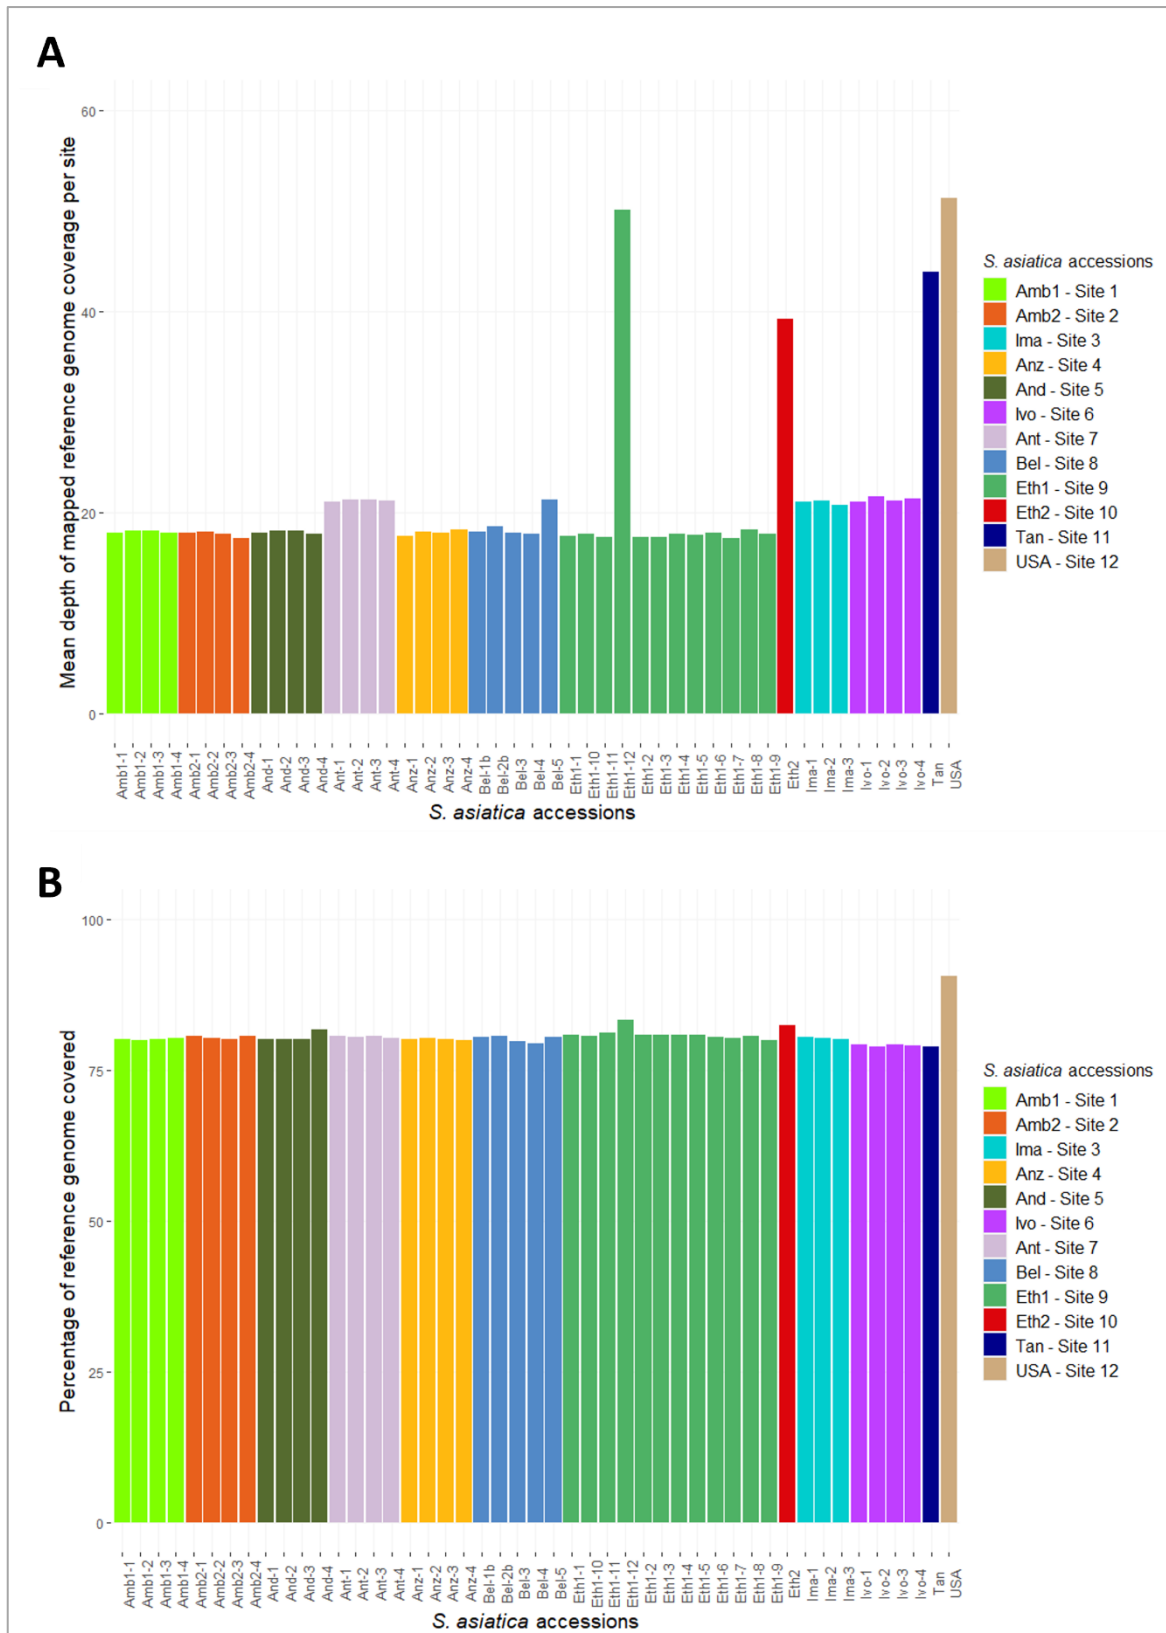 A
Mean depth of mapped reference genome coverage per site
60
40
20
0
Amb1-1
Amb1-2
Amb1-3
Amb1-4
Amb2-1
Amb2-2
Amb2-3
Amb2-4
And-1
And-2
And-3
And-4
Ant-1
Ant-2
Ant-3
Ant-4
Anz-1
Anz-2
Anz-3
Anz-4
Bel-1b
Bel-2b
Bel-3
Bel-4
Bel-5
Eth1-1
Eth1-10
Eth1-11
Eth1-12
Eth1-2
Eth1-3
Eth1-4
Eth1-5
Eth1-6
Eth1-7
Eth1-8
Eth1-9
Eth2
Ima-1
Ima-2
Ima-3
Ivo-1
Ivo-2
Ivo-3
Ivo-4
Tan
USA
S. asiatica accessions
S. asiatica accessions
Amb1 - Site 1
Amb2 - Site 2
Ima - Site 3
Anz - Site 4
And - Site 5
Ivo - Site 6
Ant - Site 7
Bel - Site 8
Eth1 - Site 9
Eth2 - Site 10
Tan - Site 11
USA - Site 12
B
Percentage of reference genome covered
100
75
50
25
0
Amb1-1
Amb1-2
Amb1-3
Amb1-4
Amb2-1
Amb2-2
Amb2-3
Amb2-4
And-1
And-2
And-3
And-4
Ant-1
Ant-2
Ant-3
Ant-4
Anz-1
Anz-2
Anz-3
Anz-4
Bel-1b
Bel-2b
Bel-3
Bel-4
Bel-5
Eth1-1
Eth1-10
Eth1-11
Eth1-12
Eth1-2
Eth1-3
Eth1-4
Eth1-5
Eth1-6
Eth1-7
Eth1-8
Eth1-9
Eth2
Ima-1
Ima-2
Ima-3
Ivo-1
Ivo-2
Ivo-3
Ivo-4
Tan
USA
S. asiatica accessions
S. asiatica accessions
Amb1 - Site 1
Amb2 - Site 2
Ima - Site 3
Anz - Site 4
And - Site 5
Ivo - Site 6
Ant - Site 7
Bel - Site 8
Eth1 - Site 9
Eth2 - Site 10
Tan - Site 11
USA - Site 12